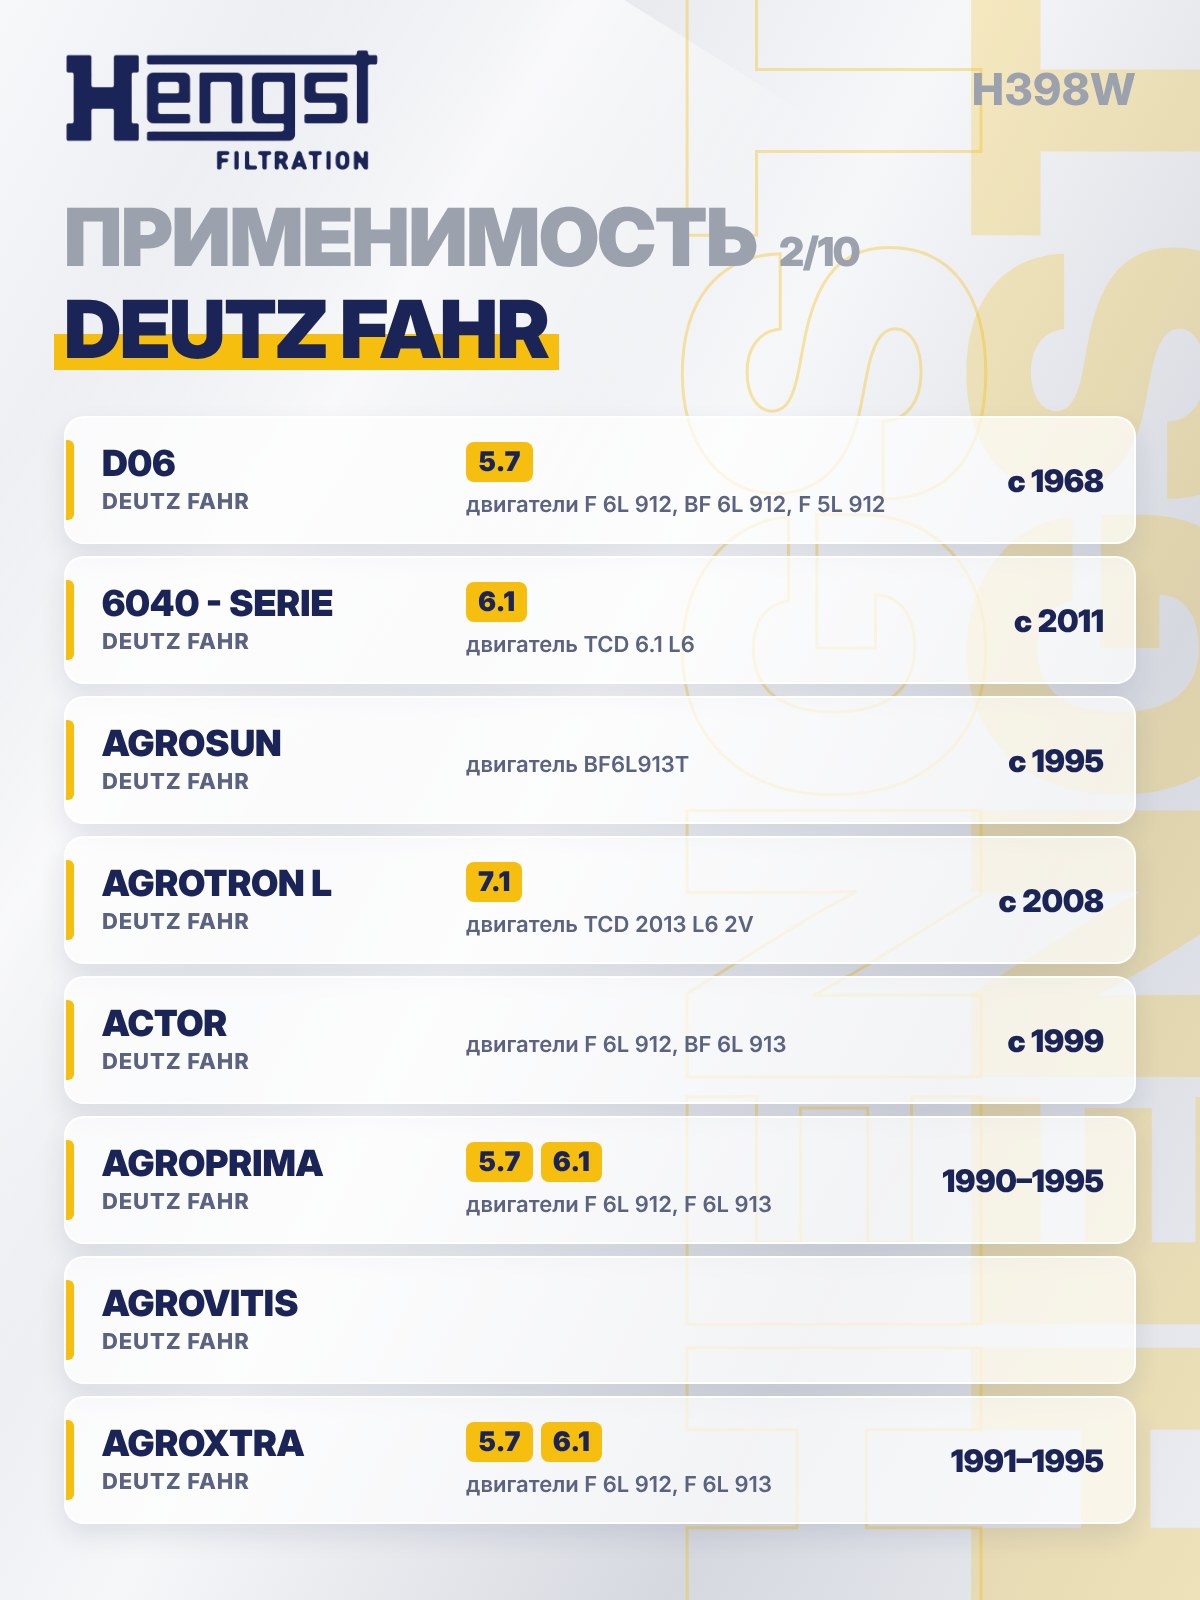 Hengst
FILTRATION
H398W
ПРИМЕНИМОСТЬ 2/10
DEUTZ FAHR
D06
DEUTZ FAHR
5.7
двигатели F 6L 912, BF 6L 912, F 5L 912
с 1968
6040 - SERIE
DEUTZ FAHR
6.1
двигатель TCD 6.1 L6
с 2011
AGROSUN
DEUTZ FAHR
двигатель BF6L913T
с 1995
AGROTRON L
DEUTZ FAHR
7.1
двигатель TCD 2013 L6 2V
с 2008
ACTOR
DEUTZ FAHR
двигатели F 6L 912, BF 6L 913
с 1999
AGROPRIMA
DEUTZ FAHR
5.7 6.1
двигатели F 6L 912, F 6L 913
1990–1995
AGROVITIS
DEUTZ FAHR
AGROXTRA
DEUTZ FAHR
5.7 6.1
двигатели F 6L 912, F 6L 913
1991–1995
HENGST
HENGST